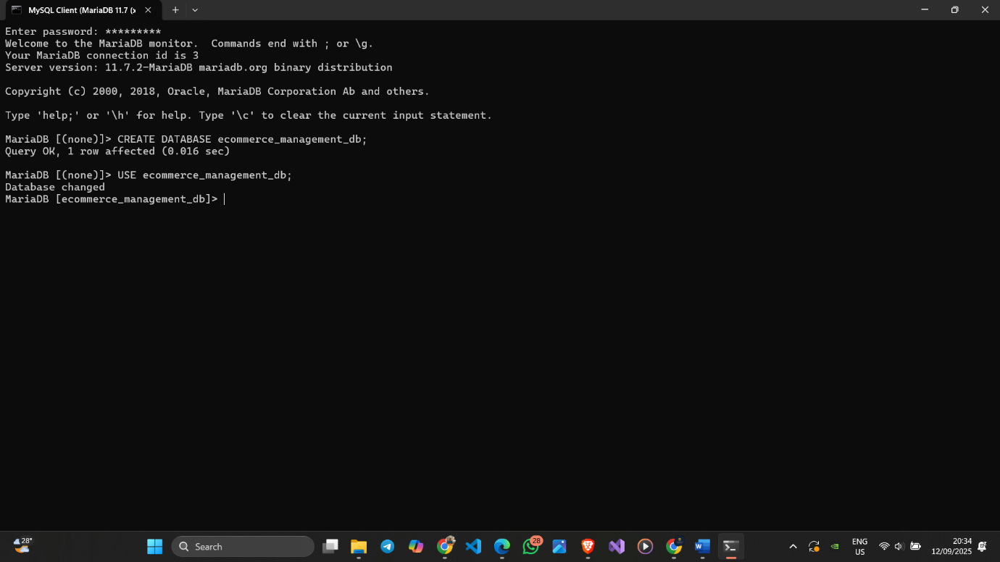 MySQL Client (MariaDB 11.7 (x
Enter password: *********
Welcome to the MariaDB monitor.  Commands end with ; or \g.
Your MariaDB connection id is 3
Server version: 11.7.2-MariaDB mariadb.org binary distribution
Copyright (c) 2000, 2018, Oracle, MariaDB Corporation Ab and others.
Type 'help;' or '\h' for help. Type '\c' to clear the current input statement.
MariaDB [(none)]> CREATE DATABASE ecommerce_management_db;
Query OK, 1 row affected (0.016 sec)
MariaDB [(none)]> USE ecommerce_management_db;
Database changed
MariaDB [ecommerce_management_db]>
28°
Search
28
ENG
US
20:34
12/09/2025